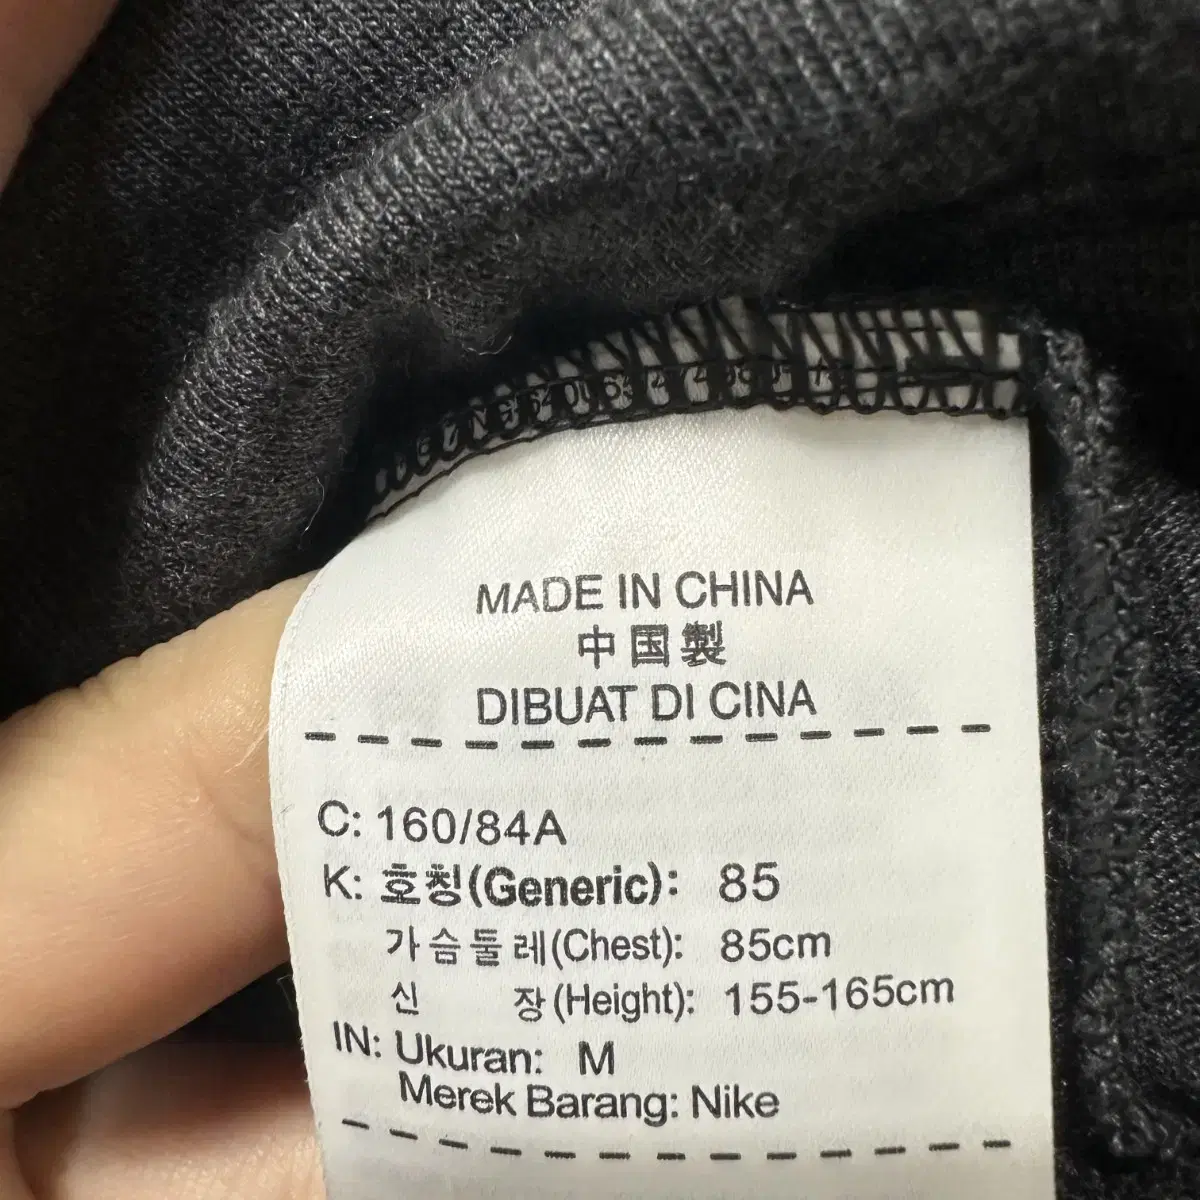 MADE IN CHINA
中国製
DIBUAT DI CINA
C: 160/84A
K: 호칭(Generic): 85
가슴둘레(Chest): 85cm
신 장(Height): 155-165cm
IN: Ukuran: M
Merek Barang: Nike